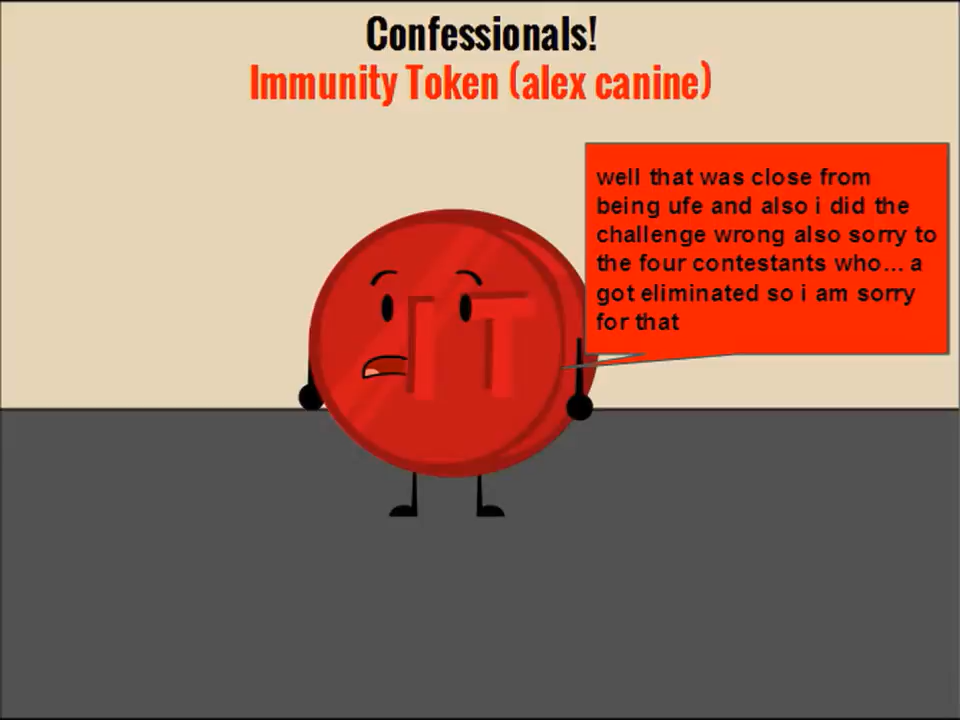 Confessionals!
Immunity Token (alex canine)
well that was close from
being ufe and also i did the
challenge wrong also sorry to
the four contestants who... a
got eliminated so i am sorry
for that
IT